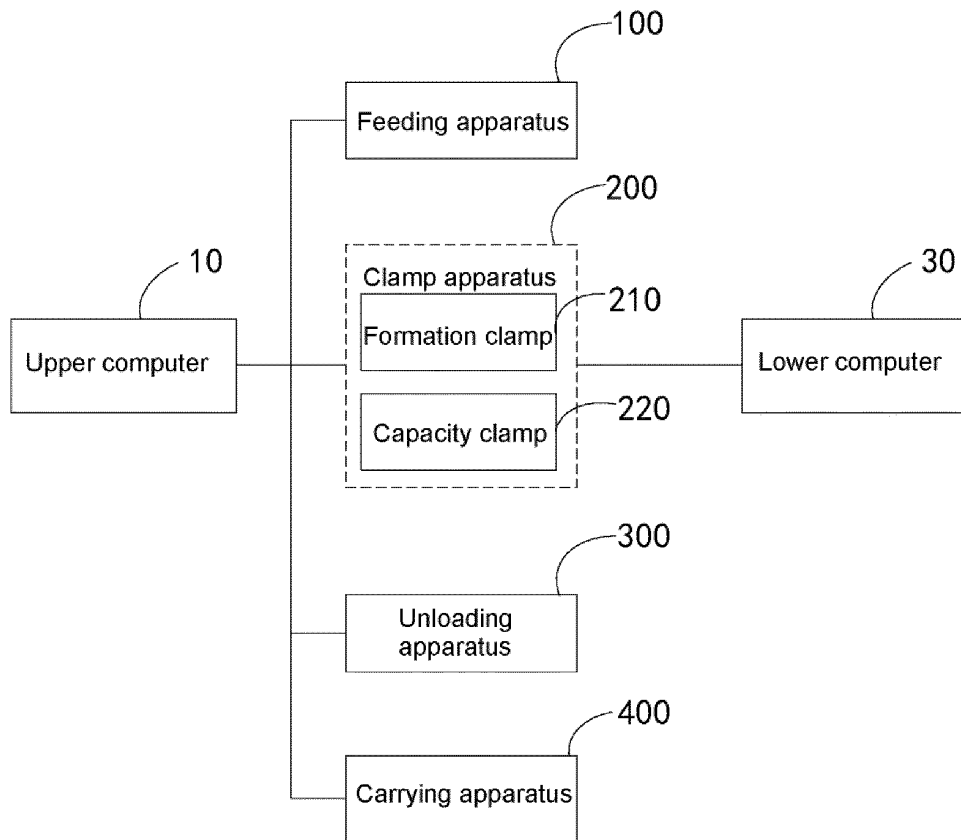 100
Feeding apparatus
200
10
Clamp apparatus
30
210
Upper computer
Formation clamp
Lower computer
220
Capacity clamp
300
Unloading
apparatus
400
Carrying apparatus